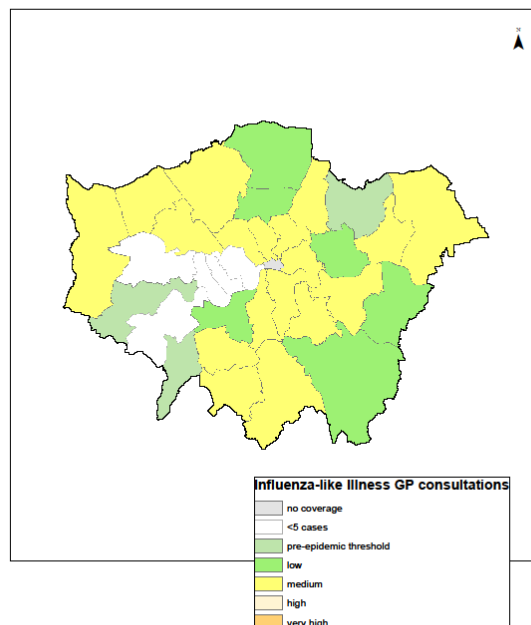 Influenza-like Illness GP consultations
no coverage
<5 cases
pre-epidemic threshold
low
medium
high
very high